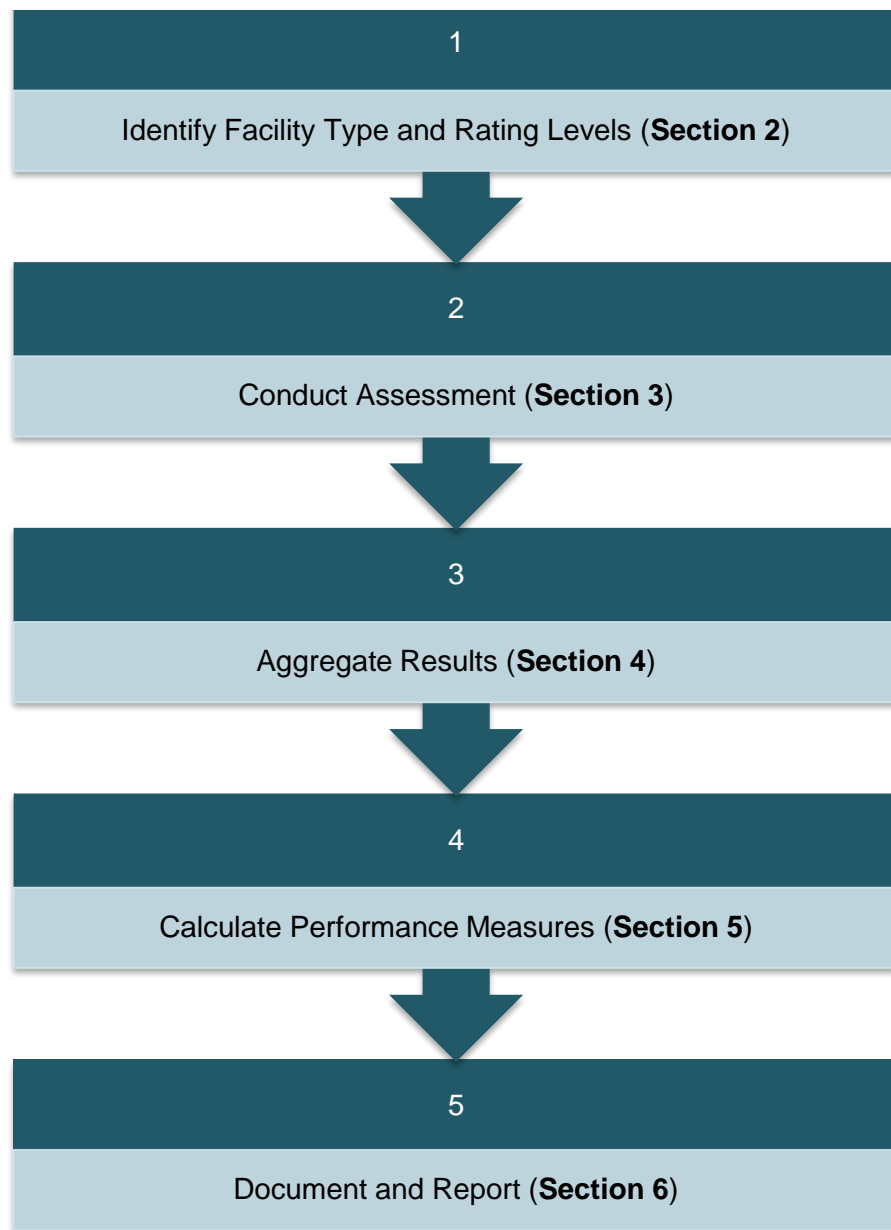 1
Identify Facility Type and Rating Levels (Section 2)
2
Conduct Assessment (Section 3)
3
Aggregate Results (Section 4)
4
Calculate Performance Measures (Section 5)
5
Document and Report (Section 6)